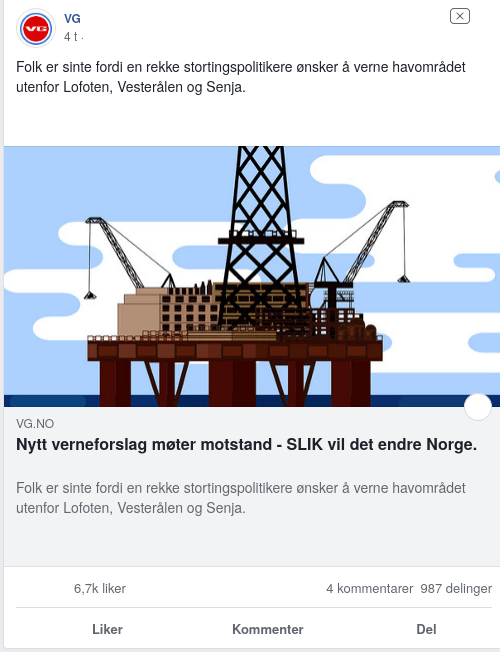 VG
4 t ·
VG
Folk er sinte fordi en rekke stortingspolitikere ønsker å verne havområdet
utenfor Lofoten, Vesterålen og Senja.
VG.NO
Nytt verneforslag møter motstand - SLIK vil det endre Norge.
Folk er sinte fordi en rekke stortingspolitikere ønsker å verne havområdet
utenfor Lofoten, Vesterålen og Senja.
6,7k liker
4 kommentarer 987 delinger
Liker
Kommenter
Del